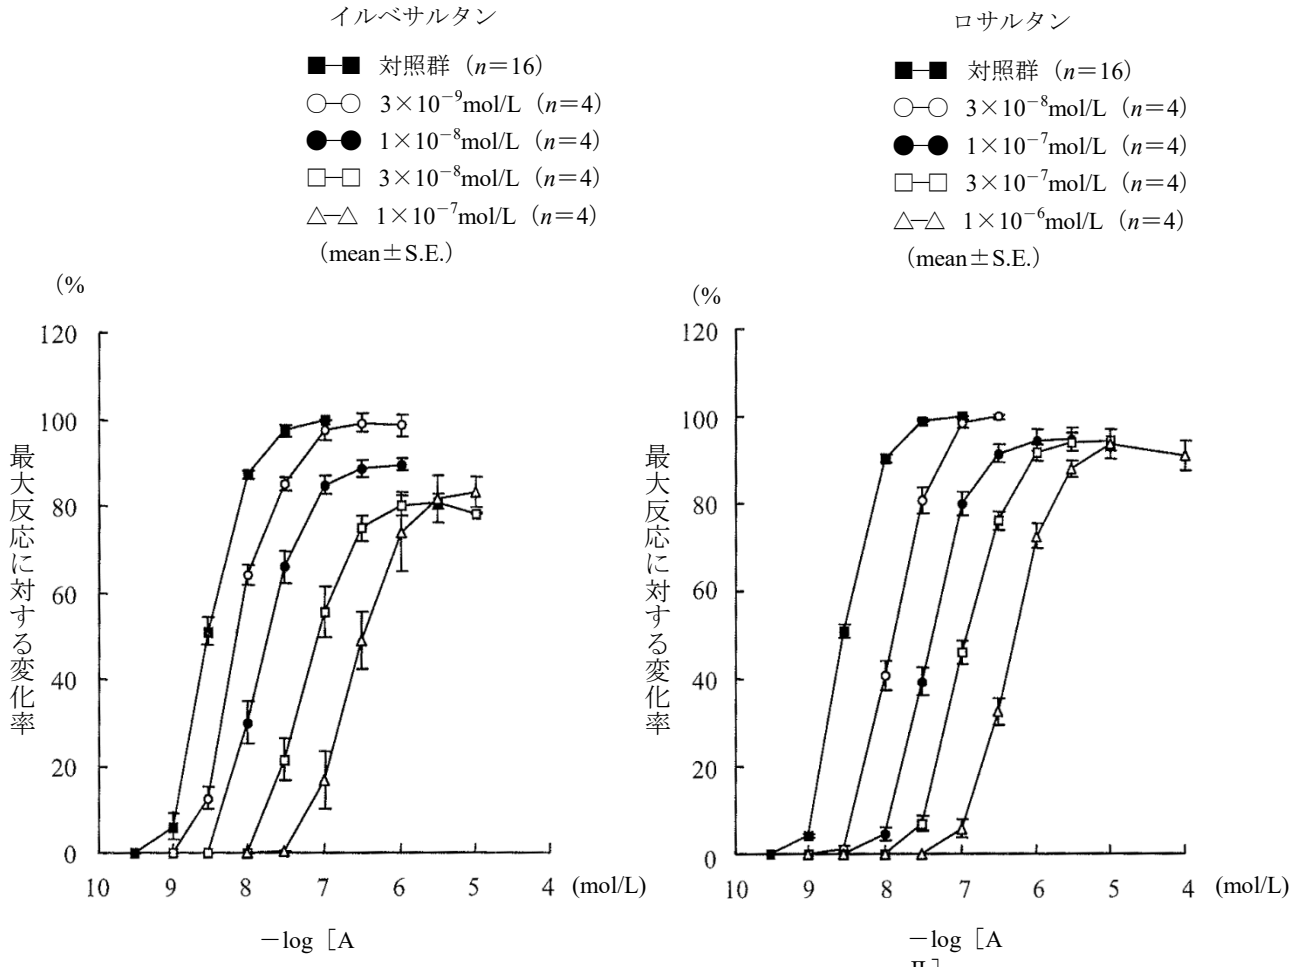 イルベサルタン
対照群（n＝16）
3×10−9mol/L（n＝4）
1×10−8mol/L（n＝4）
3×10−8mol/L（n＝4）
1×10−7mol/L（n＝4）
（mean±S.E.）
（%
120
100
80
60
40
20
0
最大反応に対する変化率
10 9 8 7 6 5 4 (mol/L)
－log［A
ロサルタン
対照群（n＝16）
3×10−8mol/L（n＝4）
1×10−7mol/L（n＝4）
3×10−7mol/L（n＝4）
1×10−6mol/L（n＝4）
（mean±S.E.）
（%
120
100
80
60
40
20
0
最大反応に対する変化率
10 9 8 7 6 5 4 (mol/L)
－log［A